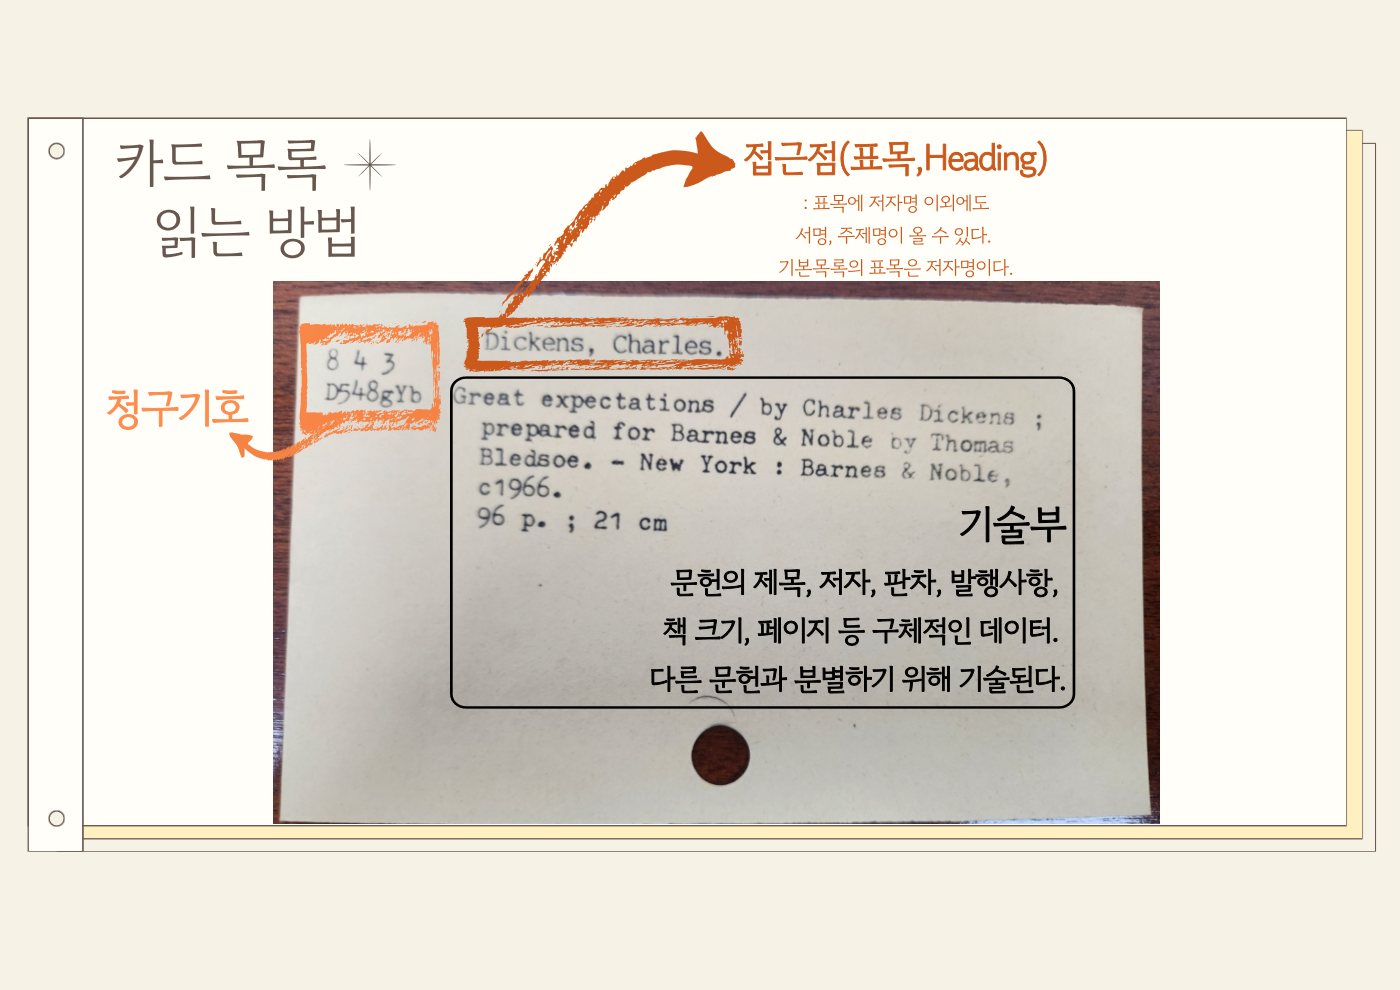 카드 목록
읽는 방법
접근점(표목,Heading)
: 표목에 저자명 이외에도
서명, 주제명이 올 수 있다.
기본목록의 표목은 저자명이다.
청구기호
8 4 3
D548gYb
Dickens, Charles.
Great expectations / by Charles Dickens ;
prepared for Barnes & Noble by Thomas
Bledsoe. - New York : Barnes & Noble,
c1966.
96 p. ; 21 cm
기술부
문헌의 제목, 저자, 판차, 발행사항,
책 크기, 페이지 등 구체적인 데이터.
다른 문헌과 분별하기 위해 기술된다.